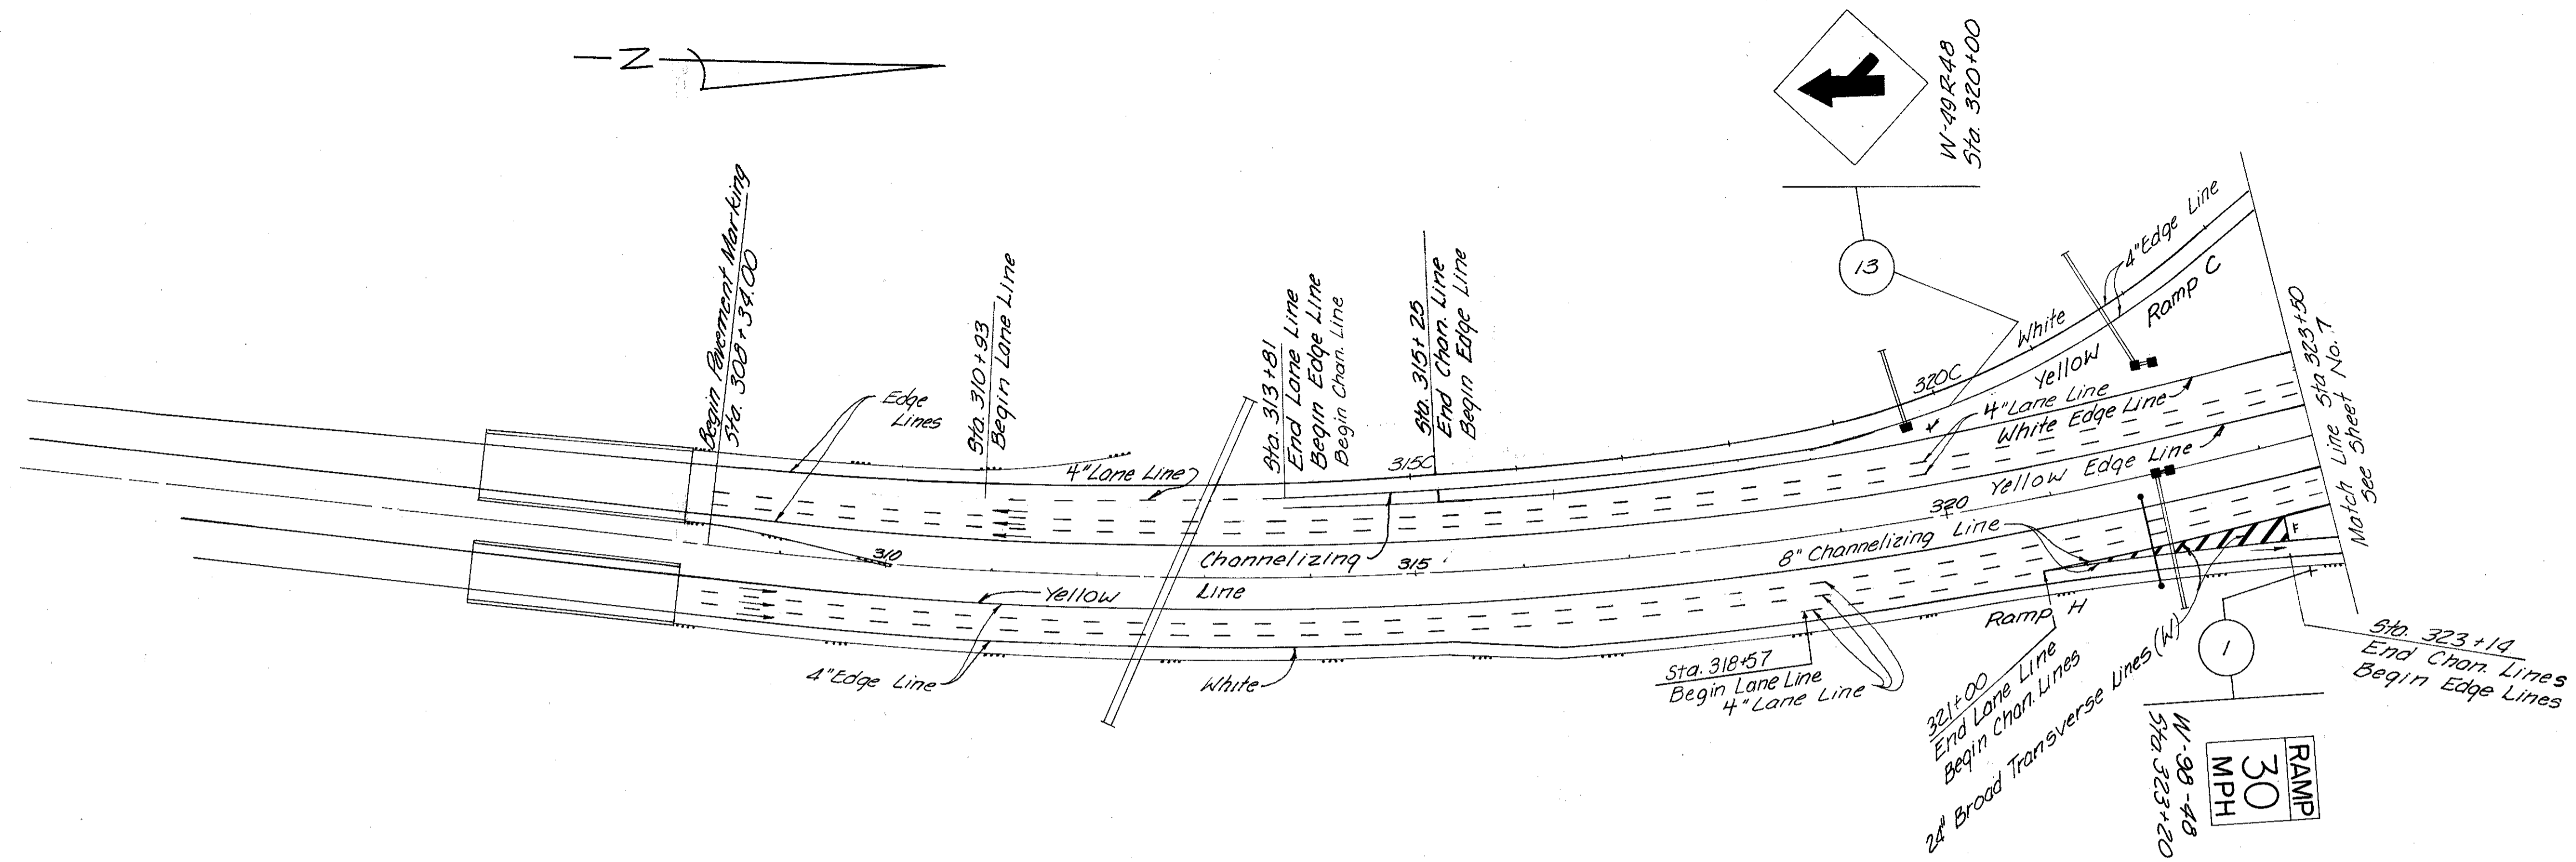 N
W-49R-48
Sta. 320+00
13
Begin Pavement Marking
Sta. 308+34.00
Sta. 310+93
Begin Lane Line
Sta. 313+81
End Lane Line
Begin Edge Line
Begin Chan. Line
Sta. 315+25
End Chan. Line
Begin Edge Line
4"Edge Line
White
Ramp C
Edge
Lines
320C
Yellow
4"Lane Line
White Edge Line
Match Line Sta 323+50
See Sheet No. 7
4"Lane Line
315C
Yellow Edge Line
320
310
Channelizing
Line
315
8" Channelizing Line
F
Yellow
4"Edge Line
White
Ramp H
Sta. 318+57
Begin Lane Line
4"Lane Line
321+00
End Lane Line
Begin Chan. Lines
24" Broad Transverse Lines (W)
1
Sta. 323+14
End Chan. Lines
Begin Edge Lines
W-98-48
Sta. 323+20
RAMP
30
MPH